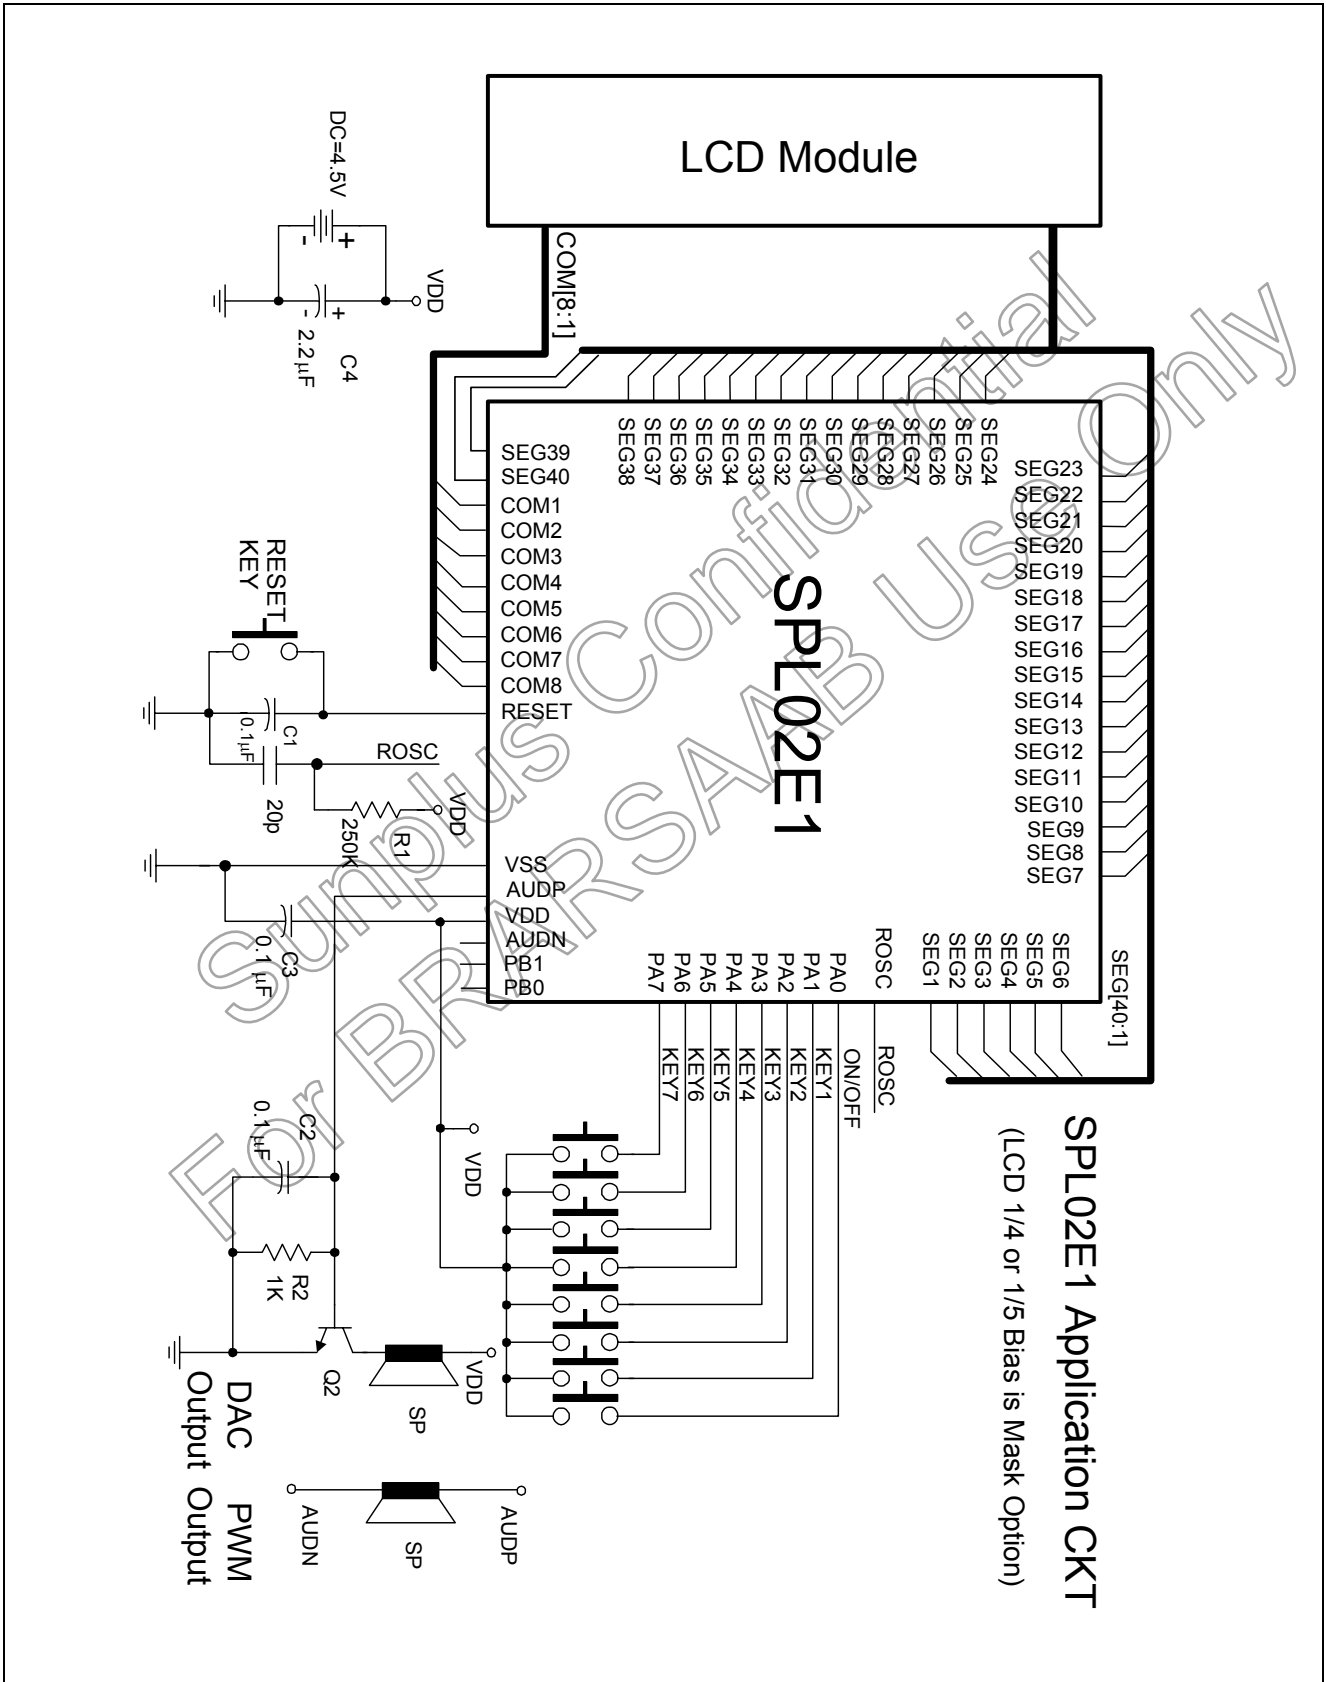 LCD Module
DC=4.5V
- +
VDD
- +
2.2µF
C4
COM[8:1]
SEG38
SEG37
SEG36
SEG35
SEG34
SEG33
SEG32
SEG31
SEG30
SEG29
SEG28
SEG27
SEG26
SEG25
SEG24
SEG39
SEG40
COM1
COM2
COM3
COM4
COM5
COM6
COM7
COM8
RESET
VSS
AUDP
VDD
AUDN
PB1
PB0
SEG23
SEG22
SEG21
SEG20
SEG19
SEG18
SEG17
SEG16
SEG15
SEG14
SEG13
SEG12
SEG11
SEG10
SEG9
SEG8
SEG7
SPL02E1
RESET
KEY
C1
0.1µF
ROSC
20p
VDD
R1
250K
C3
0.1 µF
PA7
PA6
PA5
PA4
PA3
PA2
PA1
PA0
ROSC
SEG1
SEG2
SEG3
SEG4
SEG5
SEG6
SEG[40:1]
KEY7
KEY6
KEY5
KEY4
KEY3
KEY2
KEY1
ON/OFF
ROSC
VDD
C2
0.1µF
R2
1K
Q2
VDD
SP
DAC
Output
AUDN
AUDP
SP
PWM
Output
SPL02E1 Application CKT
(LCD 1/4 or 1/5 Bias is Mask Option)
Sunplus Confidential
For BRARSAAB Use Only